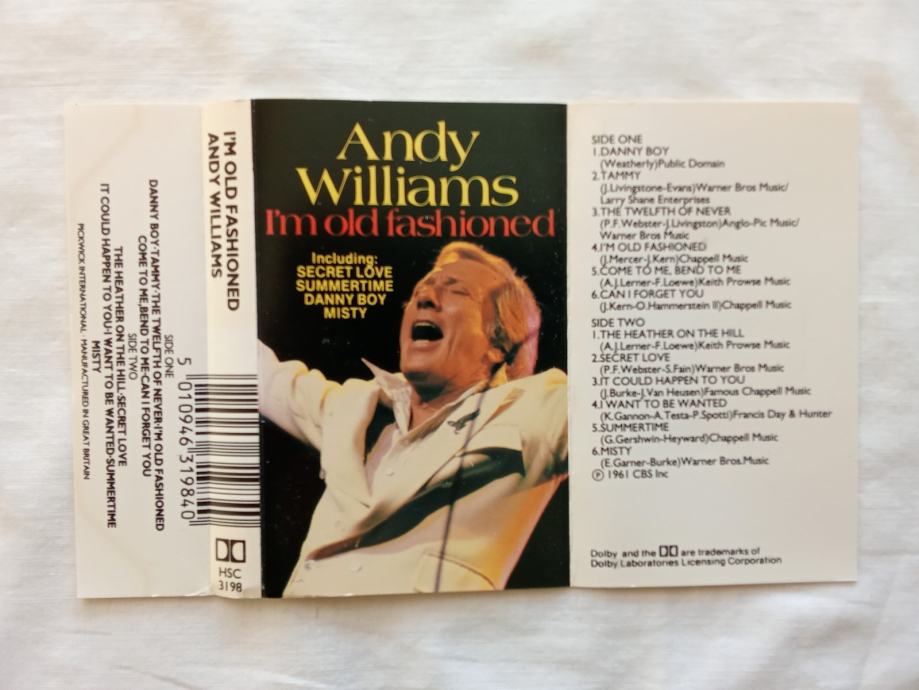 SIDE ONE
DANNY BOY·TAMMY·THE TWELFTH OF NEVER·I'M OLD FASHIONED
COME TO ME,BEND TO ME·CAN I FORGET YOU
SIDE TWO
THE HEATHER ON THE HILL·SECRET LOVE
IT COULD HAPPEN TO YOU·I WANT TO BE WANTED·SUMMERTIME
MISTY
PICKWICK INTERNATIONAL · MANUFACTURED IN GREAT BRITAIN
5 010946 319840
I'M OLD FASHIONED
ANDY WILLIAMS
HSC
3198
Andy
Williams
I'm old fashioned
Including:
SECRET LOVE
SUMMERTIME
DANNY BOY
MISTY
SIDE ONE
1.DANNY BOY
(Weatherly)Public Domain
2.TAMMY
(J.Livingstone-Evans)Warner Bros Music/
Larry Shane Enterprises
3.THE TWELFTH OF NEVER
(P.F.Webster-J.Livingston)Anglo-Pic Music/
Warner Bros Music
4.I'M OLD FASHIONED
(J.Mercer-J.Kern)Chappell Music
5.COME TO ME, BEND TO ME
(A.J.Lerner-F.Loewe)Keith Prowse Music
6.CAN I FORGET YOU
(J.Kern-O.Hammerstein II)Chappell Music
SIDE TWO
1.THE HEATHER ON THE HILL
(A.J.Lerner-F.Loewe)Keith Prowse Music
2.SECRET LOVE
(P.F.Webster-S.Fain)Warner Bros Music
3.IT COULD HAPPEN TO YOU
(J.Burke-J.Van Heusen)Famous Chappell Music
4.I WANT TO BE WANTED
(K.Gannon-A.Testa-P.Spotti)Francis Day & Hunter
5.SUMMERTIME
(G.Gershwin-Heyward)Chappell Music
6.MISTY
(E.Garner-Burke)Warner Bros.Music
℗ 1961 CBS Inc
Dolby and the are trademarks of
Dolby Laboratories Licensing Corporation